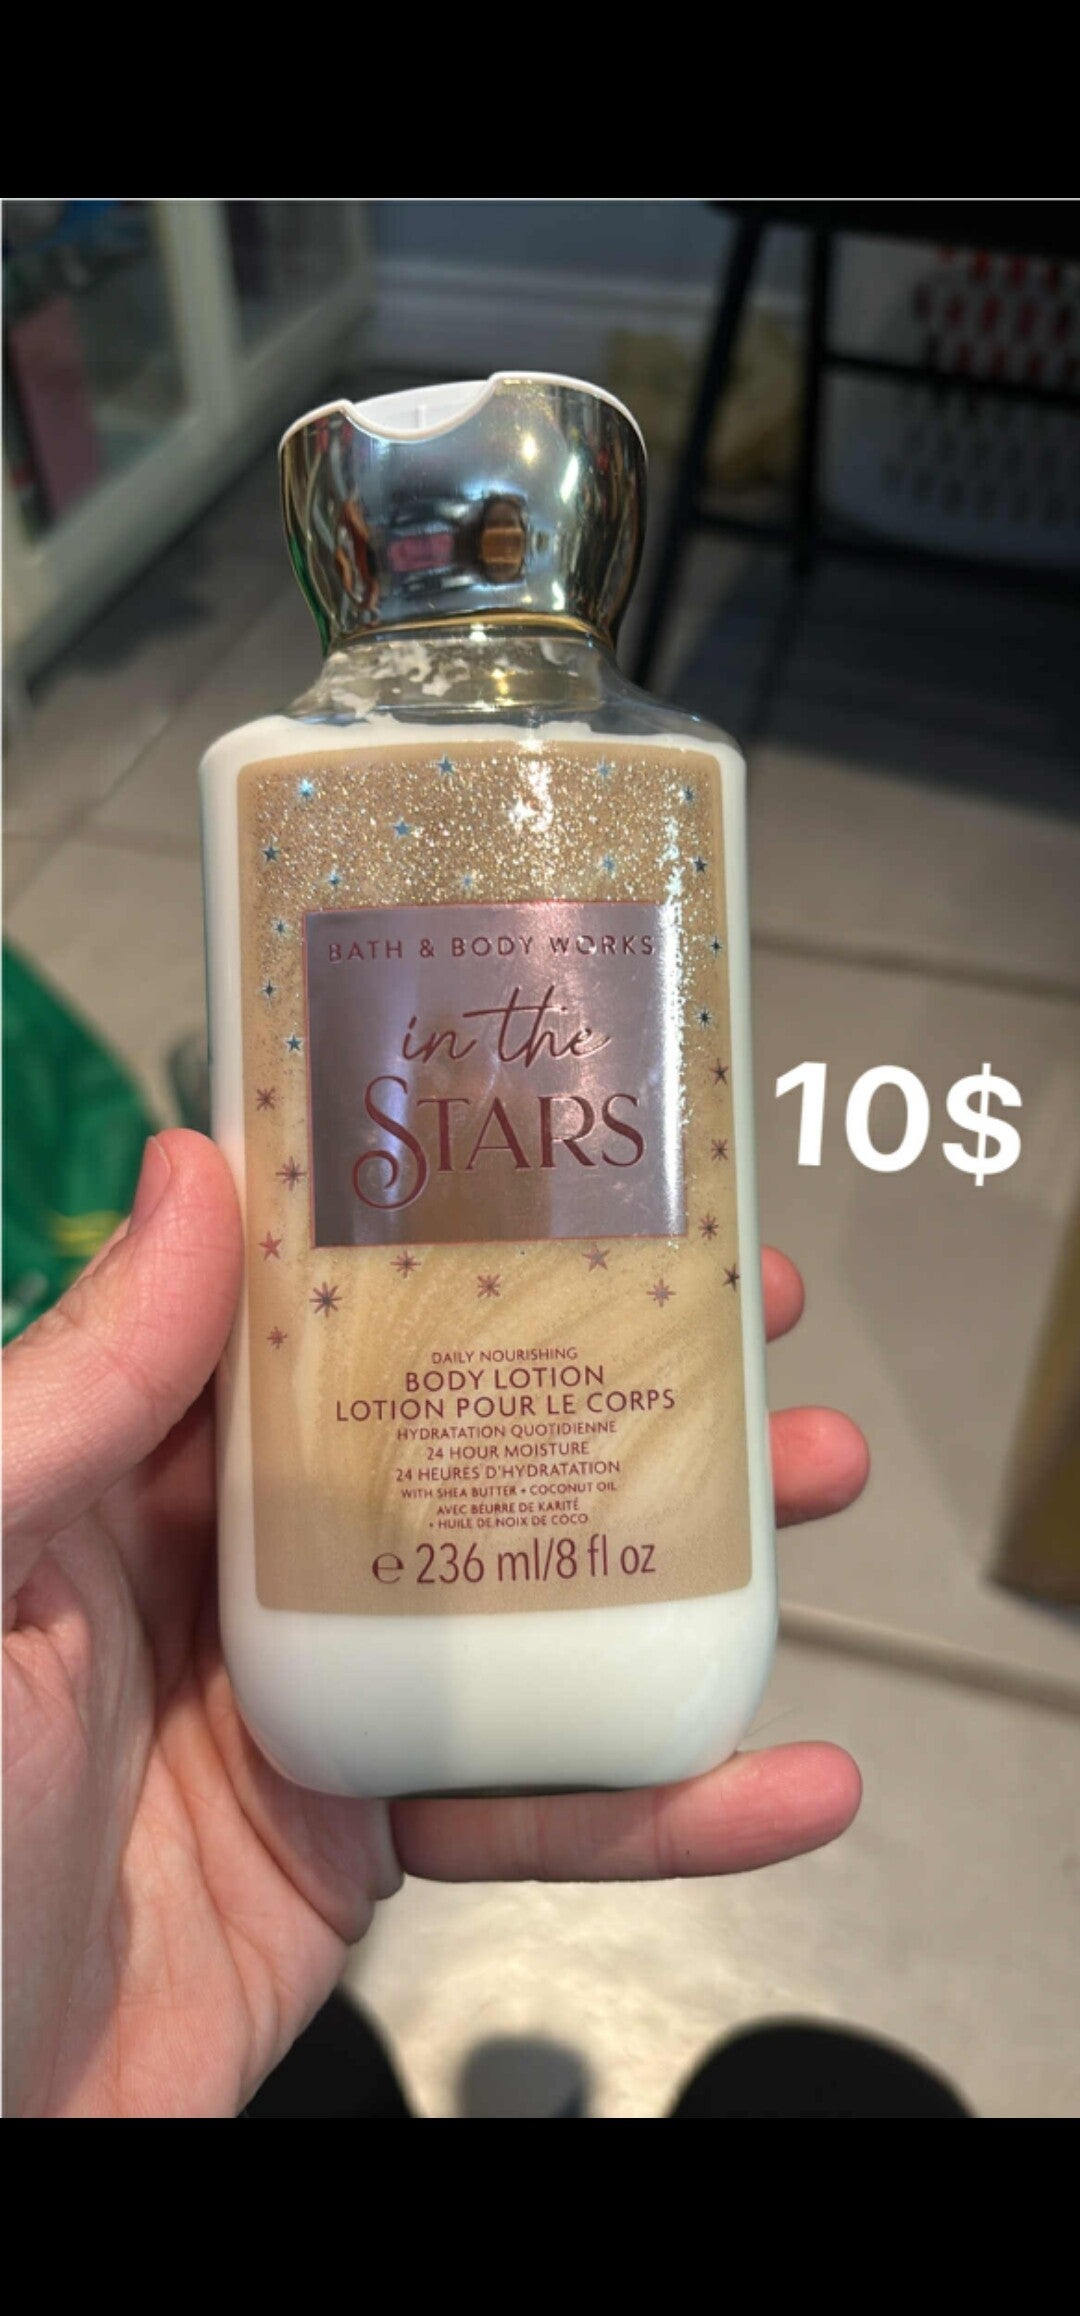 BATH & BODY WORKS
in the
STARS
10$
DAILY NOURISHING
BODY LOTION
LOTION POUR LE CORPS
HYDRATATION QUOTIDIENNE
24 HOUR MOISTURE
24 HEURES D'HYDRATATION
WITH SHEA BUTTER + COCONUT OIL
AVEC BEURRE DE KARITÉ
+ HUILE DE NOIX DE COCO
e 236 ml/8 fl oz